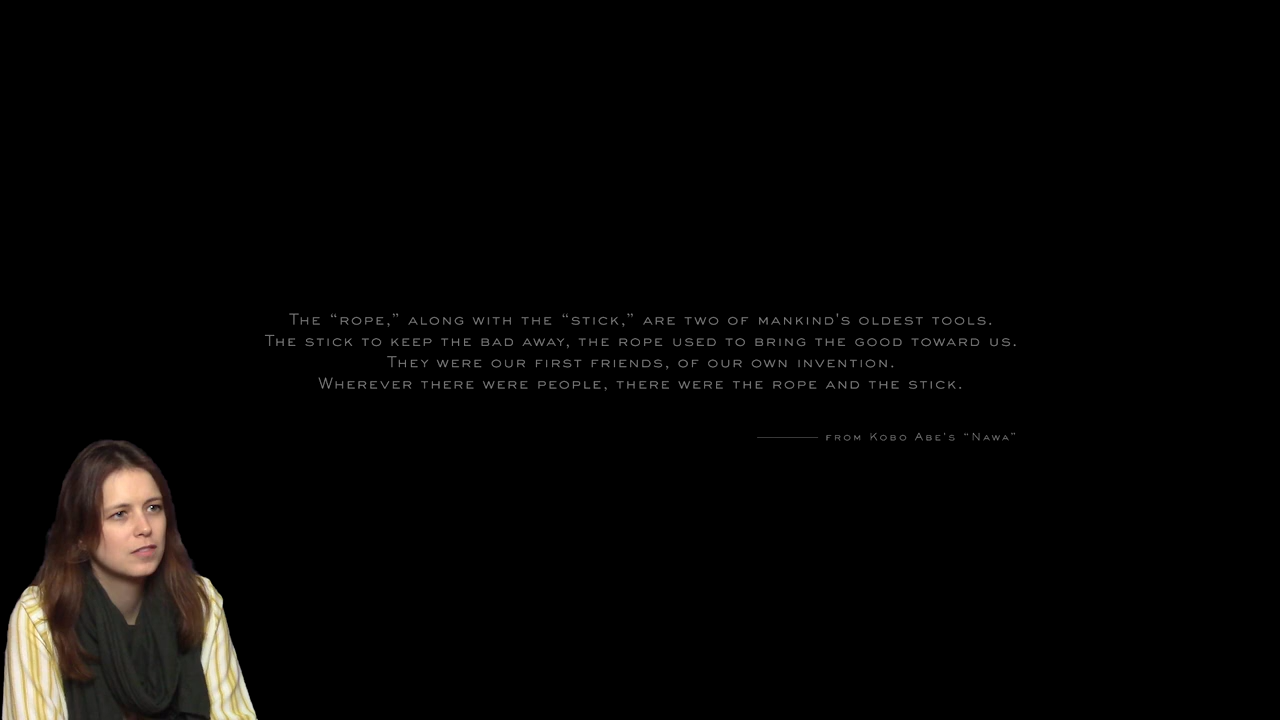 The “rope,” along with the “stick,” are two of mankind's oldest tools.
The stick to keep the bad away, the rope used to bring the good toward us.
They were our first friends, of our own invention.
Wherever there were people, there were the rope and the stick.
from Kobo Abe's “Nawa”